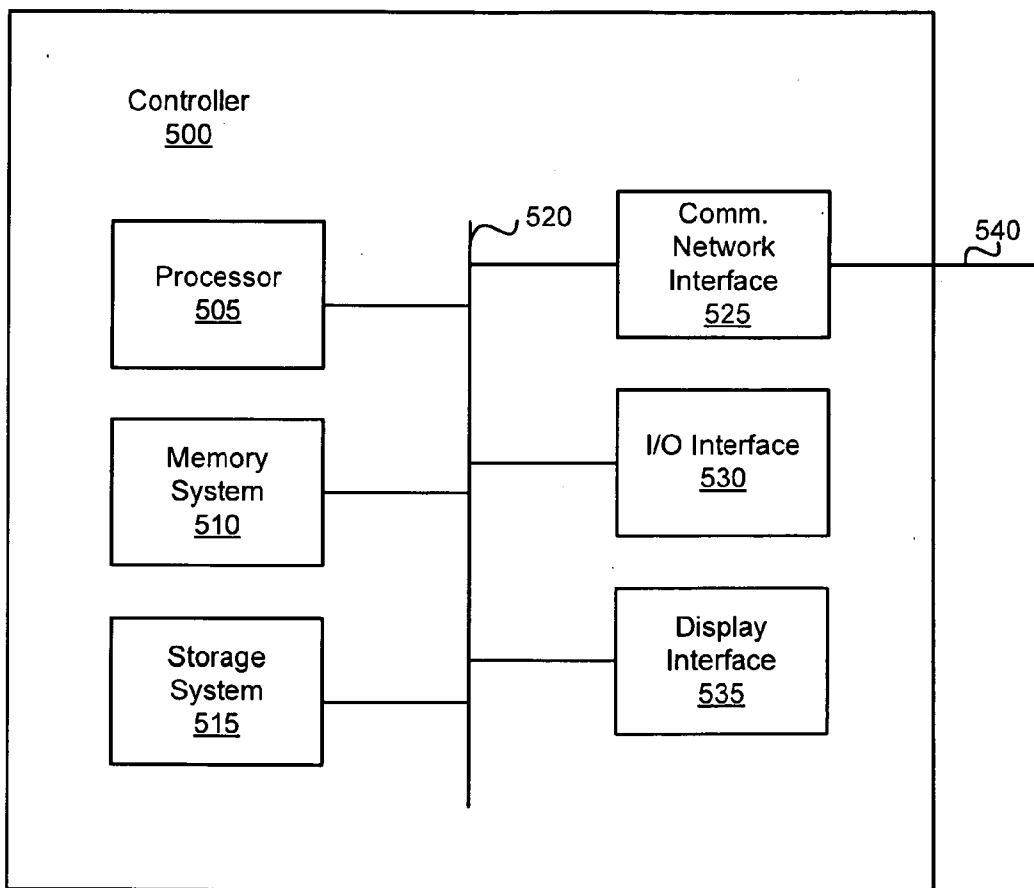 Controller
500
Processor
505
Memory
System
510
Storage
System
515
520
Comm.
Network
Interface
525
540
I/O Interface
530
Display
Interface
535